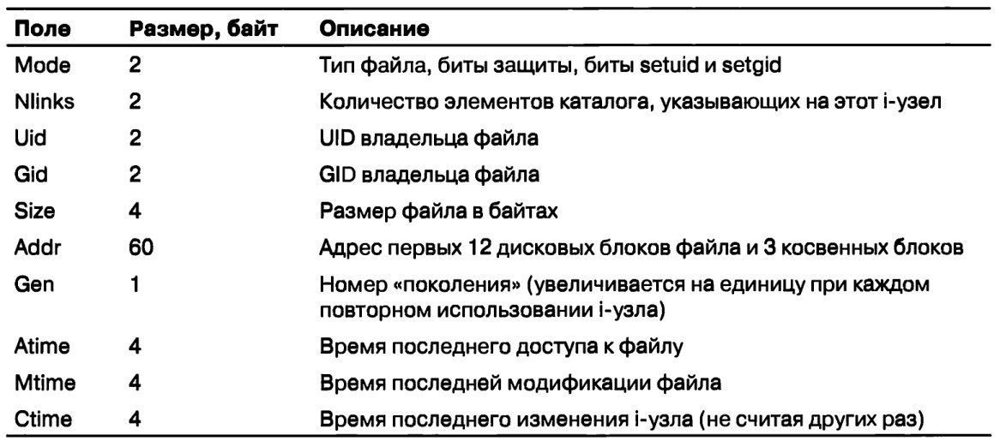 Поле Размер, байт Описание
Mode 2 Тип файла, биты защиты, биты setuid и setgid
Nlinks 2 Количество элементов каталога, указывающих на этот i-узел
Uid 2 UID владельца файла
Gid 2 GID владельца файла
Size 4 Размер файла в байтах
Addr 60 Адрес первых 12 дисковых блоков файла и 3 косвенных блоков
Gen 1 Номер «поколения» (увеличивается на единицу при каждом
повторном использовании i-узла)
Atime 4 Время последнего доступа к файлу
Mtime 4 Время последней модификации файла
Ctime 4 Время последнего изменения i-узла (не считая других раз)